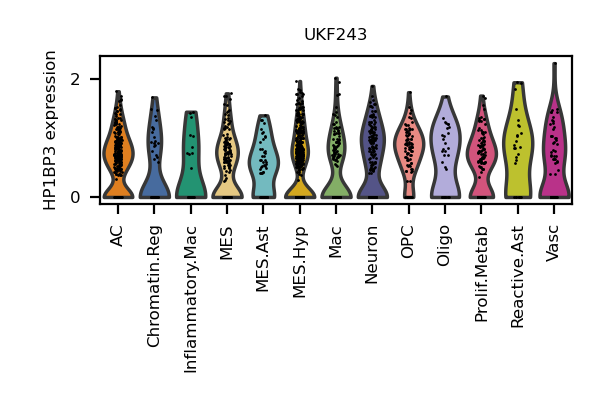 UKF243
HP1BP3 expression
2
0
AC
Chromatin.Reg
Inflammatory.Mac
MES
MES.Ast
MES.Hyp
Mac
Neuron
OPC
Oligo
Prolif.Metab
Reactive.Ast
Vasc